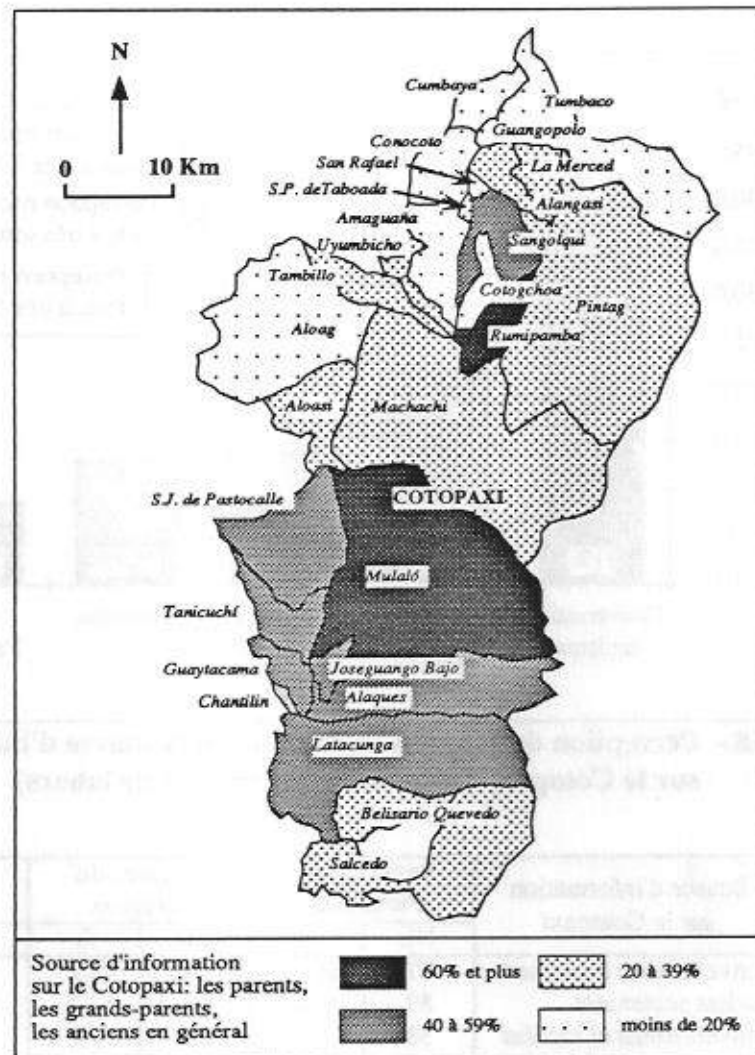 N
0 10 Km
Cumbaya
Tumbaco
Guangopolo
Conocoto
San Rafael
La Merced
S.P. de Taboada
Alangasi
Amaguaña
Sangolqui
Uyumbicho
Tambillo
Cotogchoa
Pintag
Aloag
Rumipamba
Aloasi
Machachi
S.J. de Pastocalle
COTOPAXI
Mulaló
Tanicuchí
Guaytacama
Joseguango Bajo
Chantilin
Alaques
Latacunga
Belisario Quevedo
Salcedo
Source d'information
sur le Cotopaxi: les parents,
les grands-parents,
les anciens en général
60% et plus
20 à 39%
40 à 59%
moins de 20%